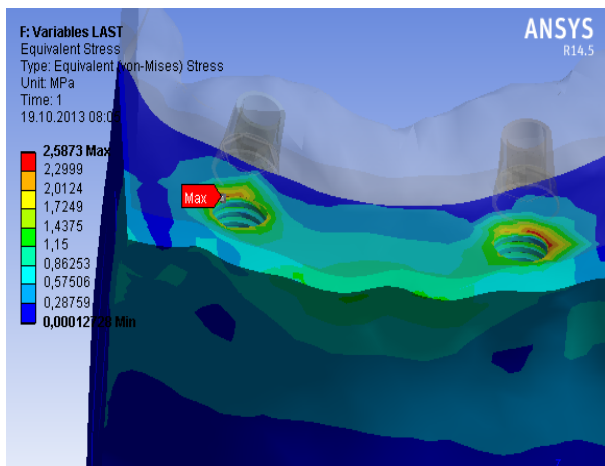 F: Variables LAST
Equivalent Stress
Type: Equivalent (von-Mises) Stress
Unit: MPa
Time: 1
19.10.2013
ANSYS
R14.5
2,5873 Max
2,2999
2,0124
1,7249
1,4375
1,15
0,86253
0,57506
0,28759
0,00012728 Min
Max